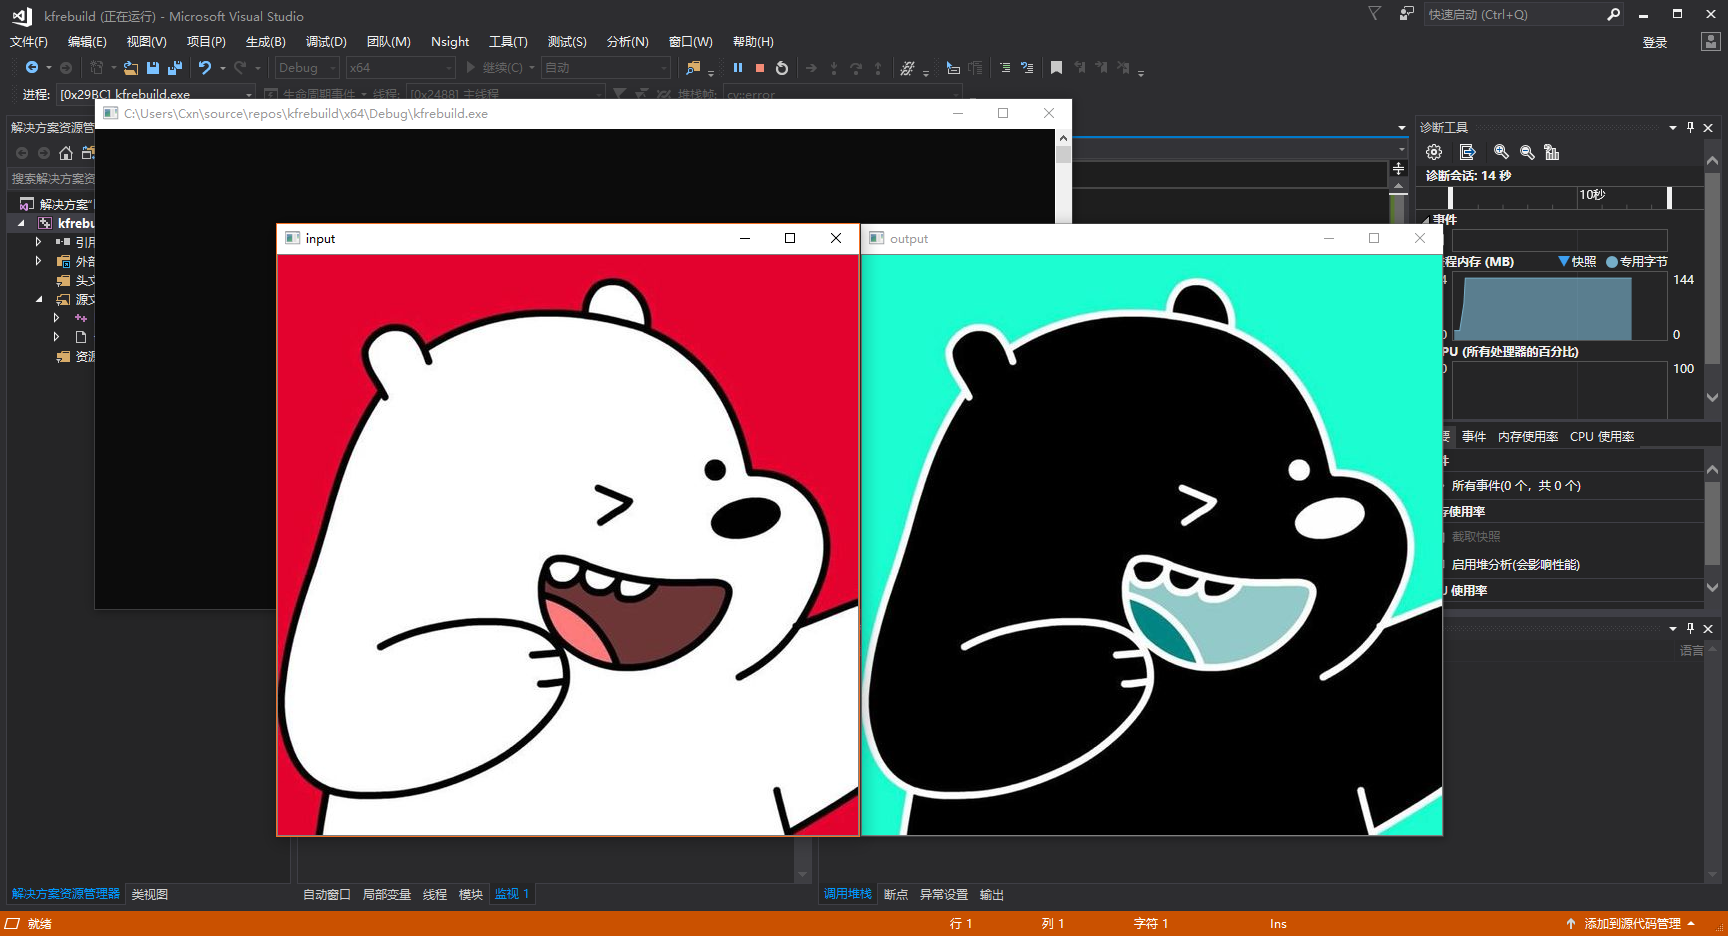 kfrebuild (正在运行) - Microsoft Visual Studio
快速启动 (Ctrl+Q)
文件(F) 编辑(E) 视图(V) 项目(P) 生成(B) 调试(D) 团队(M) Nsight 工具(T) 测试(S) 分析(N) 窗口(W) 帮助(H)
登录
Debug x64 继续(C) 自动
进程: [0x29BC] kfrebuild.exe 生命周期事件 线程: [0x2488] 主线程 堆栈帧: cv::error
C:\Users\Cxn\source\repos\kfrebuild\x64\Debug\kfrebuild.exe
解决方案资源管
搜索解决方案资
解决方案"
kfrebu
引用
外部
头文
源文
资源
input
output
诊断工具
诊断会话: 14 秒
10秒
事件
程内存 (MB) 快照 专用字节
144
0 0
PU (所有处理器的百分比)
0 100
要 事件 内存使用率 CPU 使用率
件
所有事件(0 个，共 0 个)
存使用率
截取快照
启用堆分析(会影响性能)
U 使用率
语言
解决方案资源管理器 类视图
自动窗口 局部变量 线程 模块 监视 1
调用堆栈 断点 异常设置 输出
就绪 行 1 列 1 字符 1 Ins 添加到源代码管理